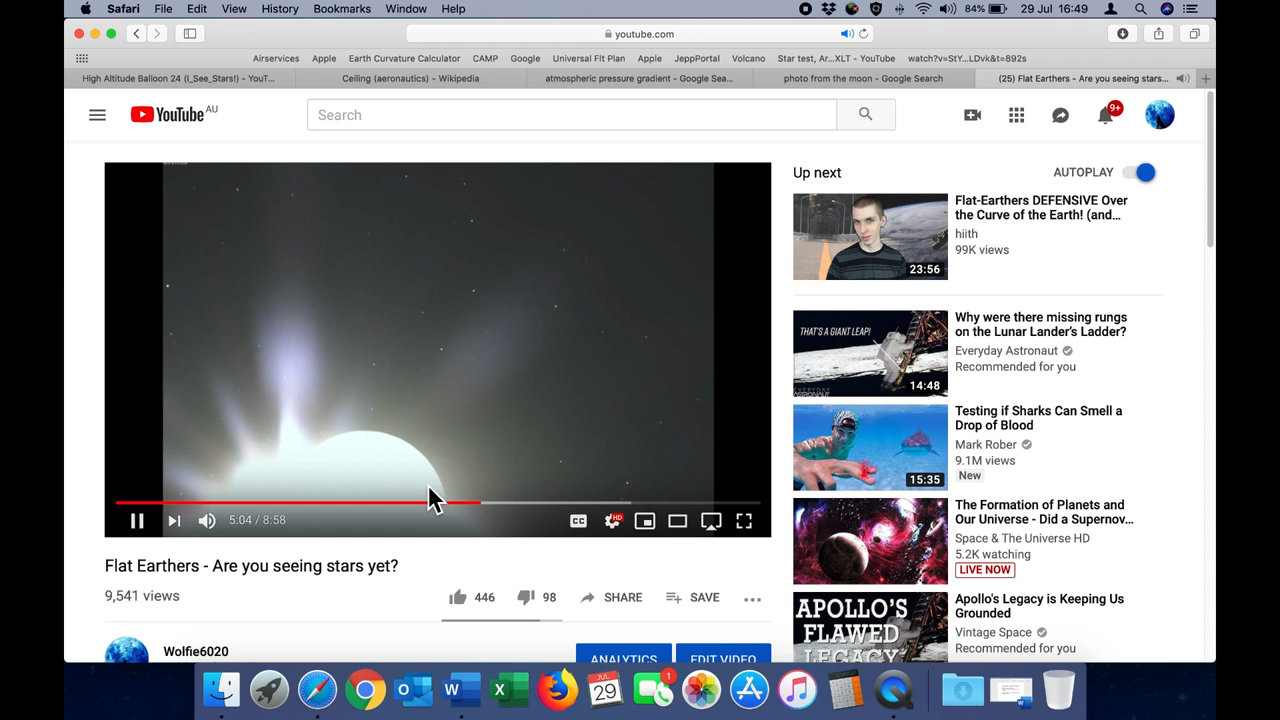 Safari File Edit View History Bookmarks Window Help
84% 29 Jul 16:49
youtube.com
Airservices Apple Earth Curvature Calculator CAMP Google Universal FIt Plan Apple JeppPortal Volcano Star test, Ar...XLT - YouTube watch?v=StY...LDvk&t=892s
High Altitude Balloon 24 (I_See_Stars!) - YouT... Ceiling (aeronautics) - Wikipedia atmospheric pressure gradient - Google Sea... photo from the moon - Google Search (25) Flat Earthers - Are you seeing stars...
YouTube AU
Search
9+
Up next
AUTOPLAY
Flat-Earthers DEFENSIVE Over
the Curve of the Earth! (and...
hiith
99K views
23:56
THAT'S A GIANT LEAP!
EVERYDAY
ASTRONAUT
14:48
Why were there missing rungs
on the Lunar Lander's Ladder?
Everyday Astronaut
Recommended for you
Testing if Sharks Can Smell a
Drop of Blood
Mark Rober
9.1M views
New
15:35
The Formation of Planets and
Our Universe - Did a Supernov...
Space & The Universe HD
5.2K watching
LIVE NOW
APOLLO'S
FLAWED
LEGACY
Apollo's Legacy is Keeping Us
Grounded
Vintage Space
Recommended for you
5:04 / 8:58
CC
HD
Flat Earthers - Are you seeing stars yet?
9,541 views
446 98 SHARE SAVE
Wolfie6020
ANALYTICS EDIT VIDEO
JUL
29
1